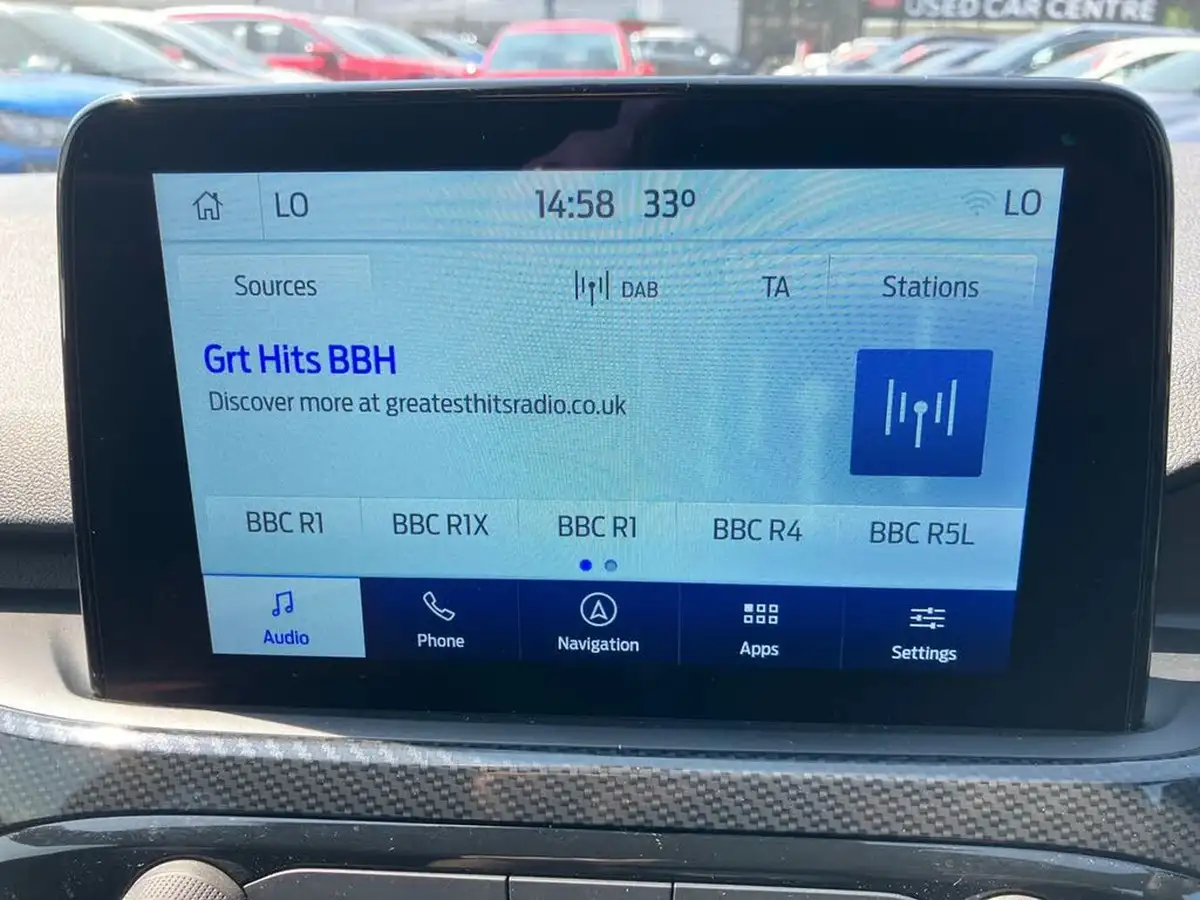 USED CAR CENTRE
LO 14:58 33º LO
Sources DAB TA Stations
Grt Hits BBH
Discover more at greatesthitsradio.co.uk
BBC R1 BBC R1X BBC R1 BBC R4 BBC R5L
Audio Phone Navigation Apps Settings